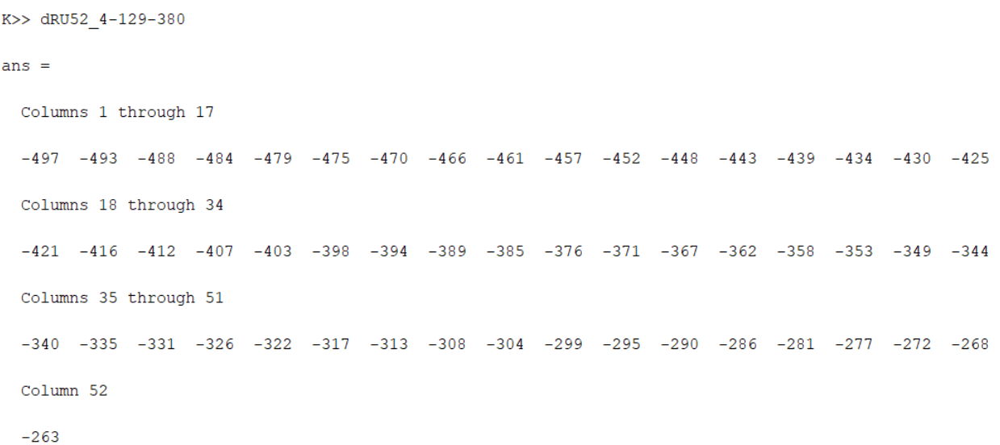 K>> dRU52_4-129-380
ans =
Columns 1 through 17
-497 -493 -488 -484 -479 -475 -470 -466 -461 -457 -452 -448 -443 -439 -434 -430 -425
Columns 18 through 34
-421 -416 -412 -407 -403 -398 -394 -389 -385 -376 -371 -367 -362 -358 -353 -349 -344
Columns 35 through 51
-340 -335 -331 -326 -322 -317 -313 -308 -304 -299 -295 -290 -286 -281 -277 -272 -268
Column 52
-263